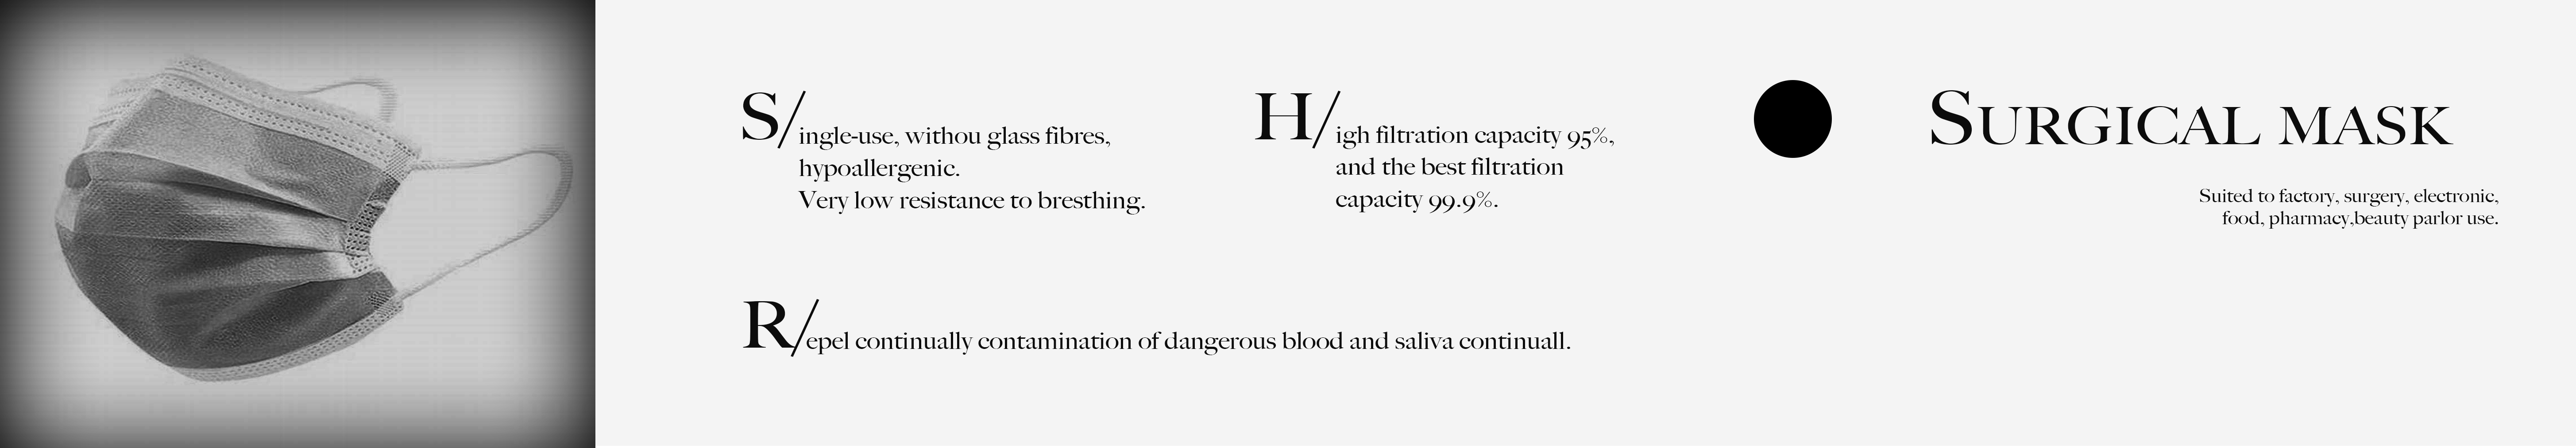 S/ingle-use, withou glass fibres,
hypoallergenic.
Very low resistance to bresthing.
H/igh filtration capacity 95%,
and the best filtration
capacity 99.9%.
R/epel continually contamination of dangerous blood and saliva continuall.
SURGICAL MASK
Suited to factory, surgery, electronic,
food, pharmacy,beauty parlor use.